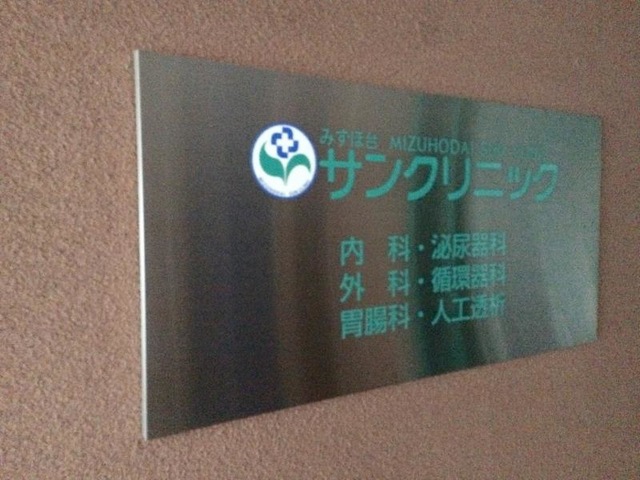 みずほ台 MIZUHODAI
サンクリニック
内 科・泌尿器科
外 科・循環器科
胃腸科・人工透析